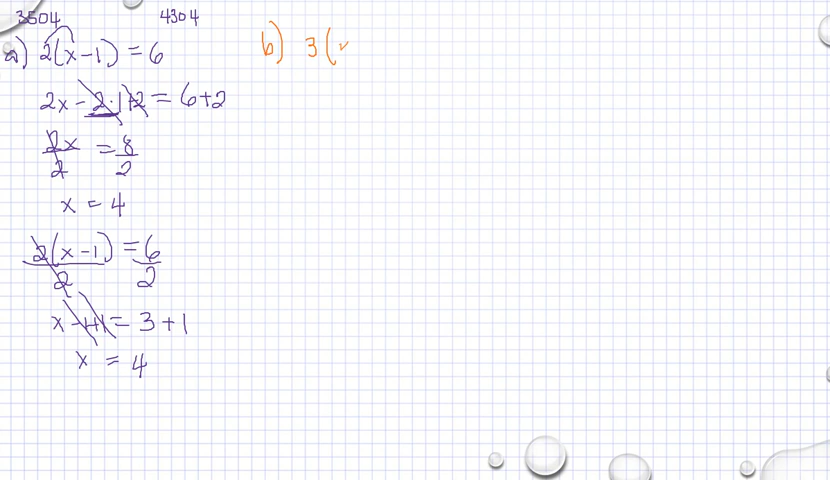 3504 4304
a) 2(x-1) = 6
2x - 2·1+2 = 6+2
2x/2 = 8/2
x = 4
2(x-1)/2 = 6/2
x -1+1 = 3+1
x = 4
b) 3(